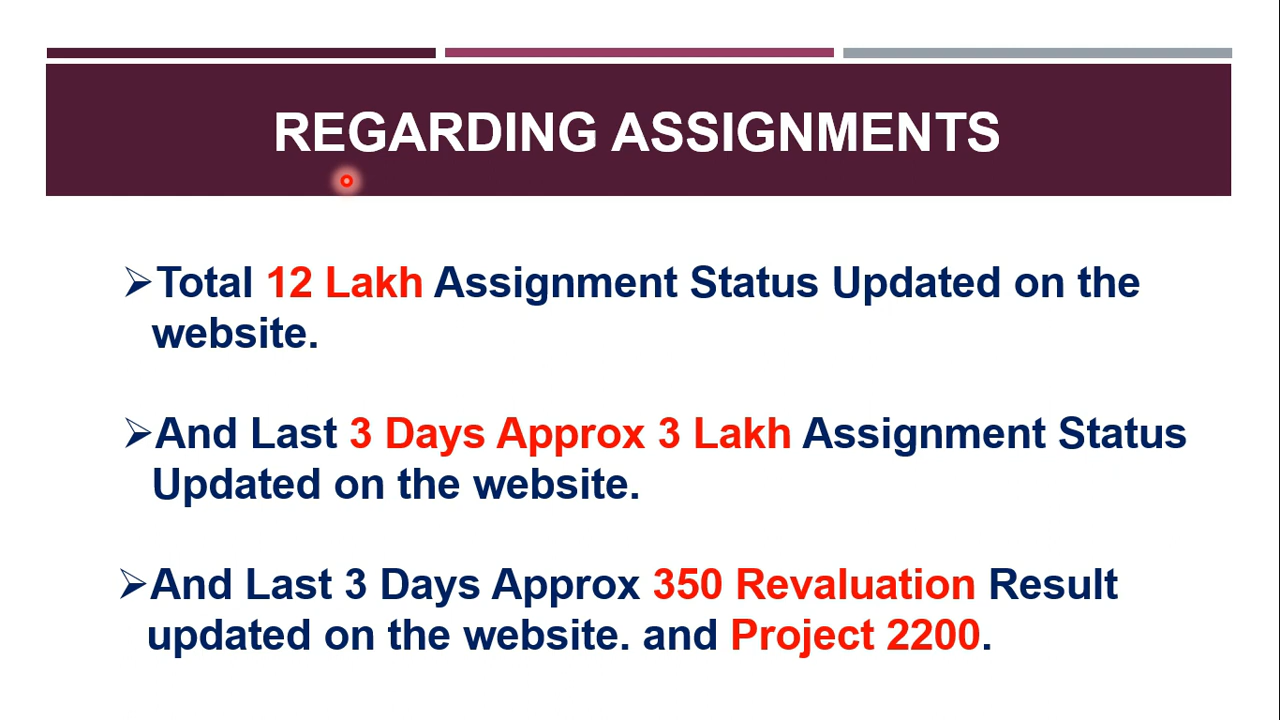 REGARDING ASSIGNMENTS
➢Total 12 Lakh Assignment Status Updated on the
website.
➢And Last 3 Days Approx 3 Lakh Assignment Status
Updated on the website.
➢And Last 3 Days Approx 350 Revaluation Result
updated on the website. and Project 2200.